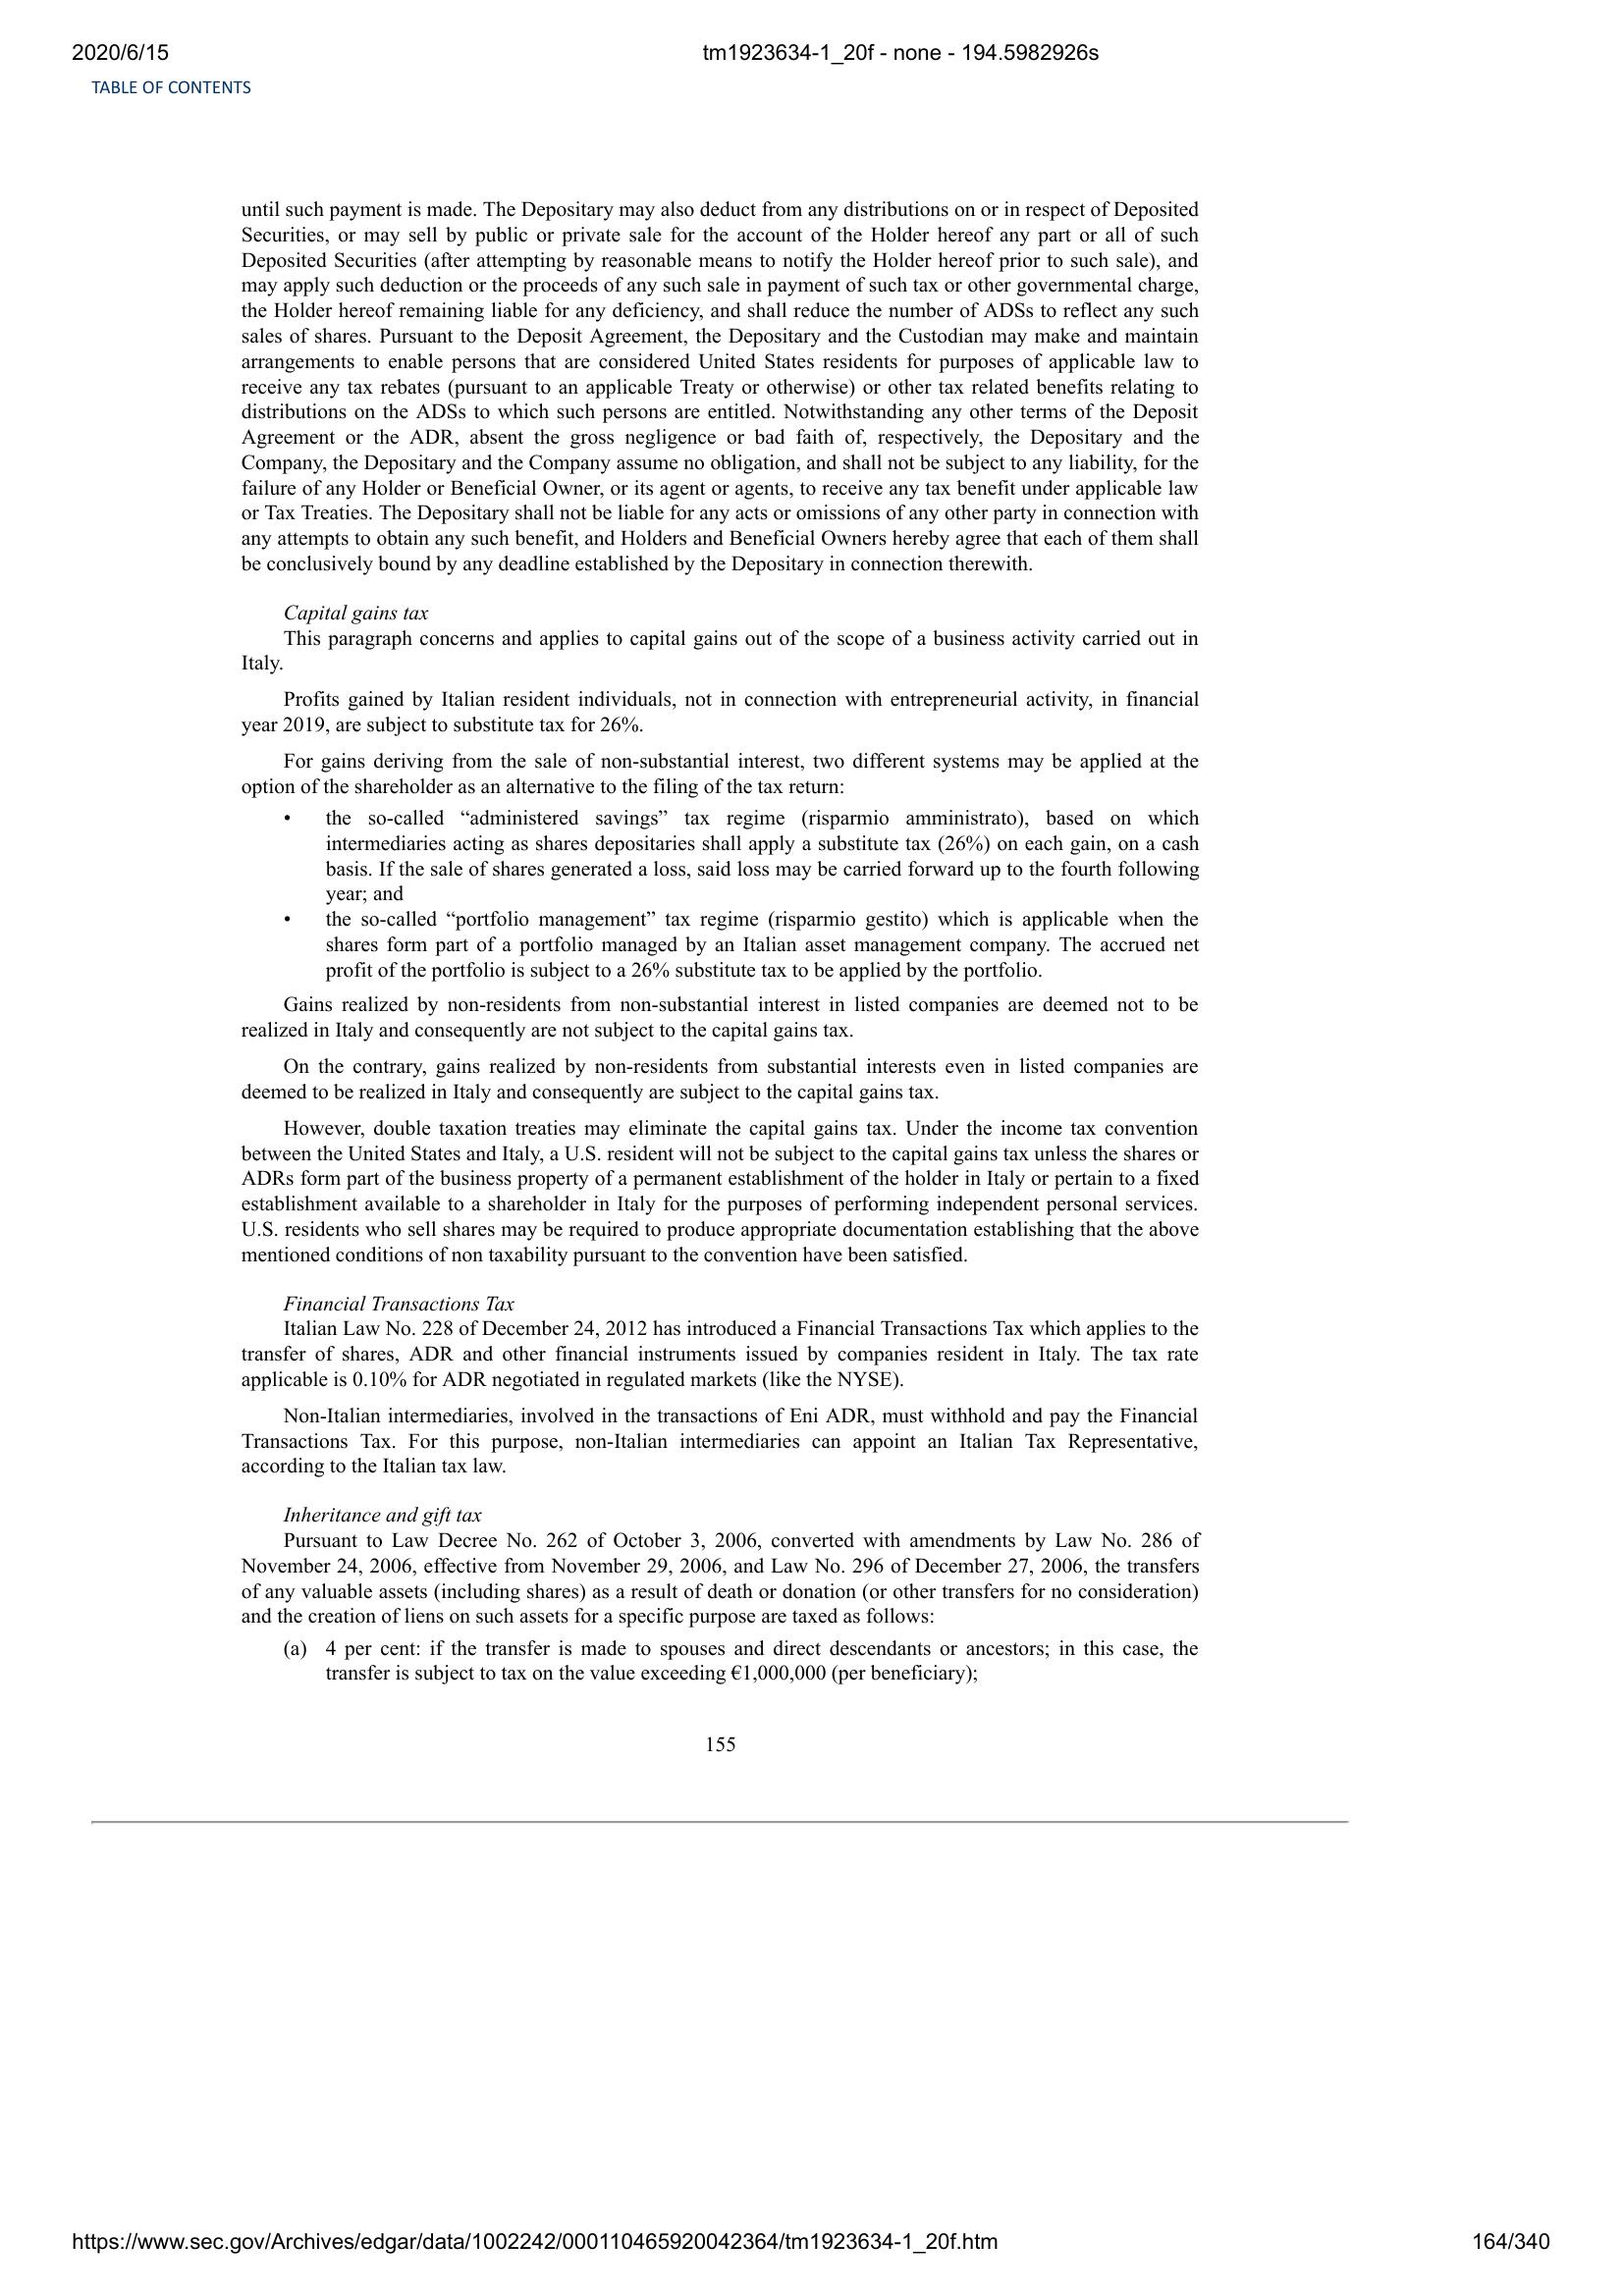 2020/6/15 tm1923634-1_20f - none - 194.5982926s
TABLE OF CONTENTS
until such payment is made. The Depositary may also deduct from any distributions on or in respect of Deposited
Securities, or may sell by public or private sale for the account of the Holder hereof any part or all of such
Deposited Securities (after attempting by reasonable means to notify the Holder hereof prior to such sale), and
may apply such deduction or the proceeds of any such sale in payment of such tax or other governmental charge,
the Holder hereof remaining liable for any deficiency, and shall reduce the number of ADSs to reflect any such
sales of shares. Pursuant to the Deposit Agreement, the Depositary and the Custodian may make and maintain
arrangements to enable persons that are considered United States residents for purposes of applicable law to
receive any tax rebates (pursuant to an applicable Treaty or otherwise) or other tax related benefits relating to
distributions on the ADSs to which such persons are entitled. Notwithstanding any other terms of the Deposit
Agreement or the ADR, absent the gross negligence or bad faith of, respectively, the Depositary and the
Company, the Depositary and the Company assume no obligation, and shall not be subject to any liability, for the
failure of any Holder or Beneficial Owner, or its agent or agents, to receive any tax benefit under applicable law
or Tax Treaties. The Depositary shall not be liable for any acts or omissions of any other party in connection with
any attempts to obtain any such benefit, and Holders and Beneficial Owners hereby agree that each of them shall
be conclusively bound by any deadline established by the Depositary in connection therewith.
Capital gains tax
This paragraph concerns and applies to capital gains out of the scope of a business activity carried out in
Italy.
Profits gained by Italian resident individuals, not in connection with entrepreneurial activity, in financial
year 2019, are subject to substitute tax for 26%.
For gains deriving from the sale of non-substantial interest, two different systems may be applied at the
option of the shareholder as an alternative to the filing of the tax return:
• the so-called “administered savings” tax regime (risparmio amministrato), based on which
intermediaries acting as shares depositaries shall apply a substitute tax (26%) on each gain, on a cash
basis. If the sale of shares generated a loss, said loss may be carried forward up to the fourth following
year; and
• the so-called “portfolio management” tax regime (risparmio gestito) which is applicable when the
shares form part of a portfolio managed by an Italian asset management company. The accrued net
profit of the portfolio is subject to a 26% substitute tax to be applied by the portfolio.
Gains realized by non-residents from non-substantial interest in listed companies are deemed not to be
realized in Italy and consequently are not subject to the capital gains tax.
On the contrary, gains realized by non-residents from substantial interests even in listed companies are
deemed to be realized in Italy and consequently are subject to the capital gains tax.
However, double taxation treaties may eliminate the capital gains tax. Under the income tax convention
between the United States and Italy, a U.S. resident will not be subject to the capital gains tax unless the shares or
ADRs form part of the business property of a permanent establishment of the holder in Italy or pertain to a fixed
establishment available to a shareholder in Italy for the purposes of performing independent personal services.
U.S. residents who sell shares may be required to produce appropriate documentation establishing that the above
mentioned conditions of non taxability pursuant to the convention have been satisfied.
Financial Transactions Tax
Italian Law No. 228 of December 24, 2012 has introduced a Financial Transactions Tax which applies to the
transfer of shares, ADR and other financial instruments issued by companies resident in Italy. The tax rate
applicable is 0.10% for ADR negotiated in regulated markets (like the NYSE).
Non-Italian intermediaries, involved in the transactions of Eni ADR, must withhold and pay the Financial
Transactions Tax. For this purpose, non-Italian intermediaries can appoint an Italian Tax Representative,
according to the Italian tax law.
Inheritance and gift tax
Pursuant to Law Decree No. 262 of October 3, 2006, converted with amendments by Law No. 286 of
November 24, 2006, effective from November 29, 2006, and Law No. 296 of December 27, 2006, the transfers
of any valuable assets (including shares) as a result of death or donation (or other transfers for no consideration)
and the creation of liens on such assets for a specific purpose are taxed as follows:
(a) 4 per cent: if the transfer is made to spouses and direct descendants or ancestors; in this case, the
transfer is subject to tax on the value exceeding €1,000,000 (per beneficiary);
155
https://www.sec.gov/Archives/edgar/data/1002242/000110465920042364/tm1923634-1_20f.htm 164/340